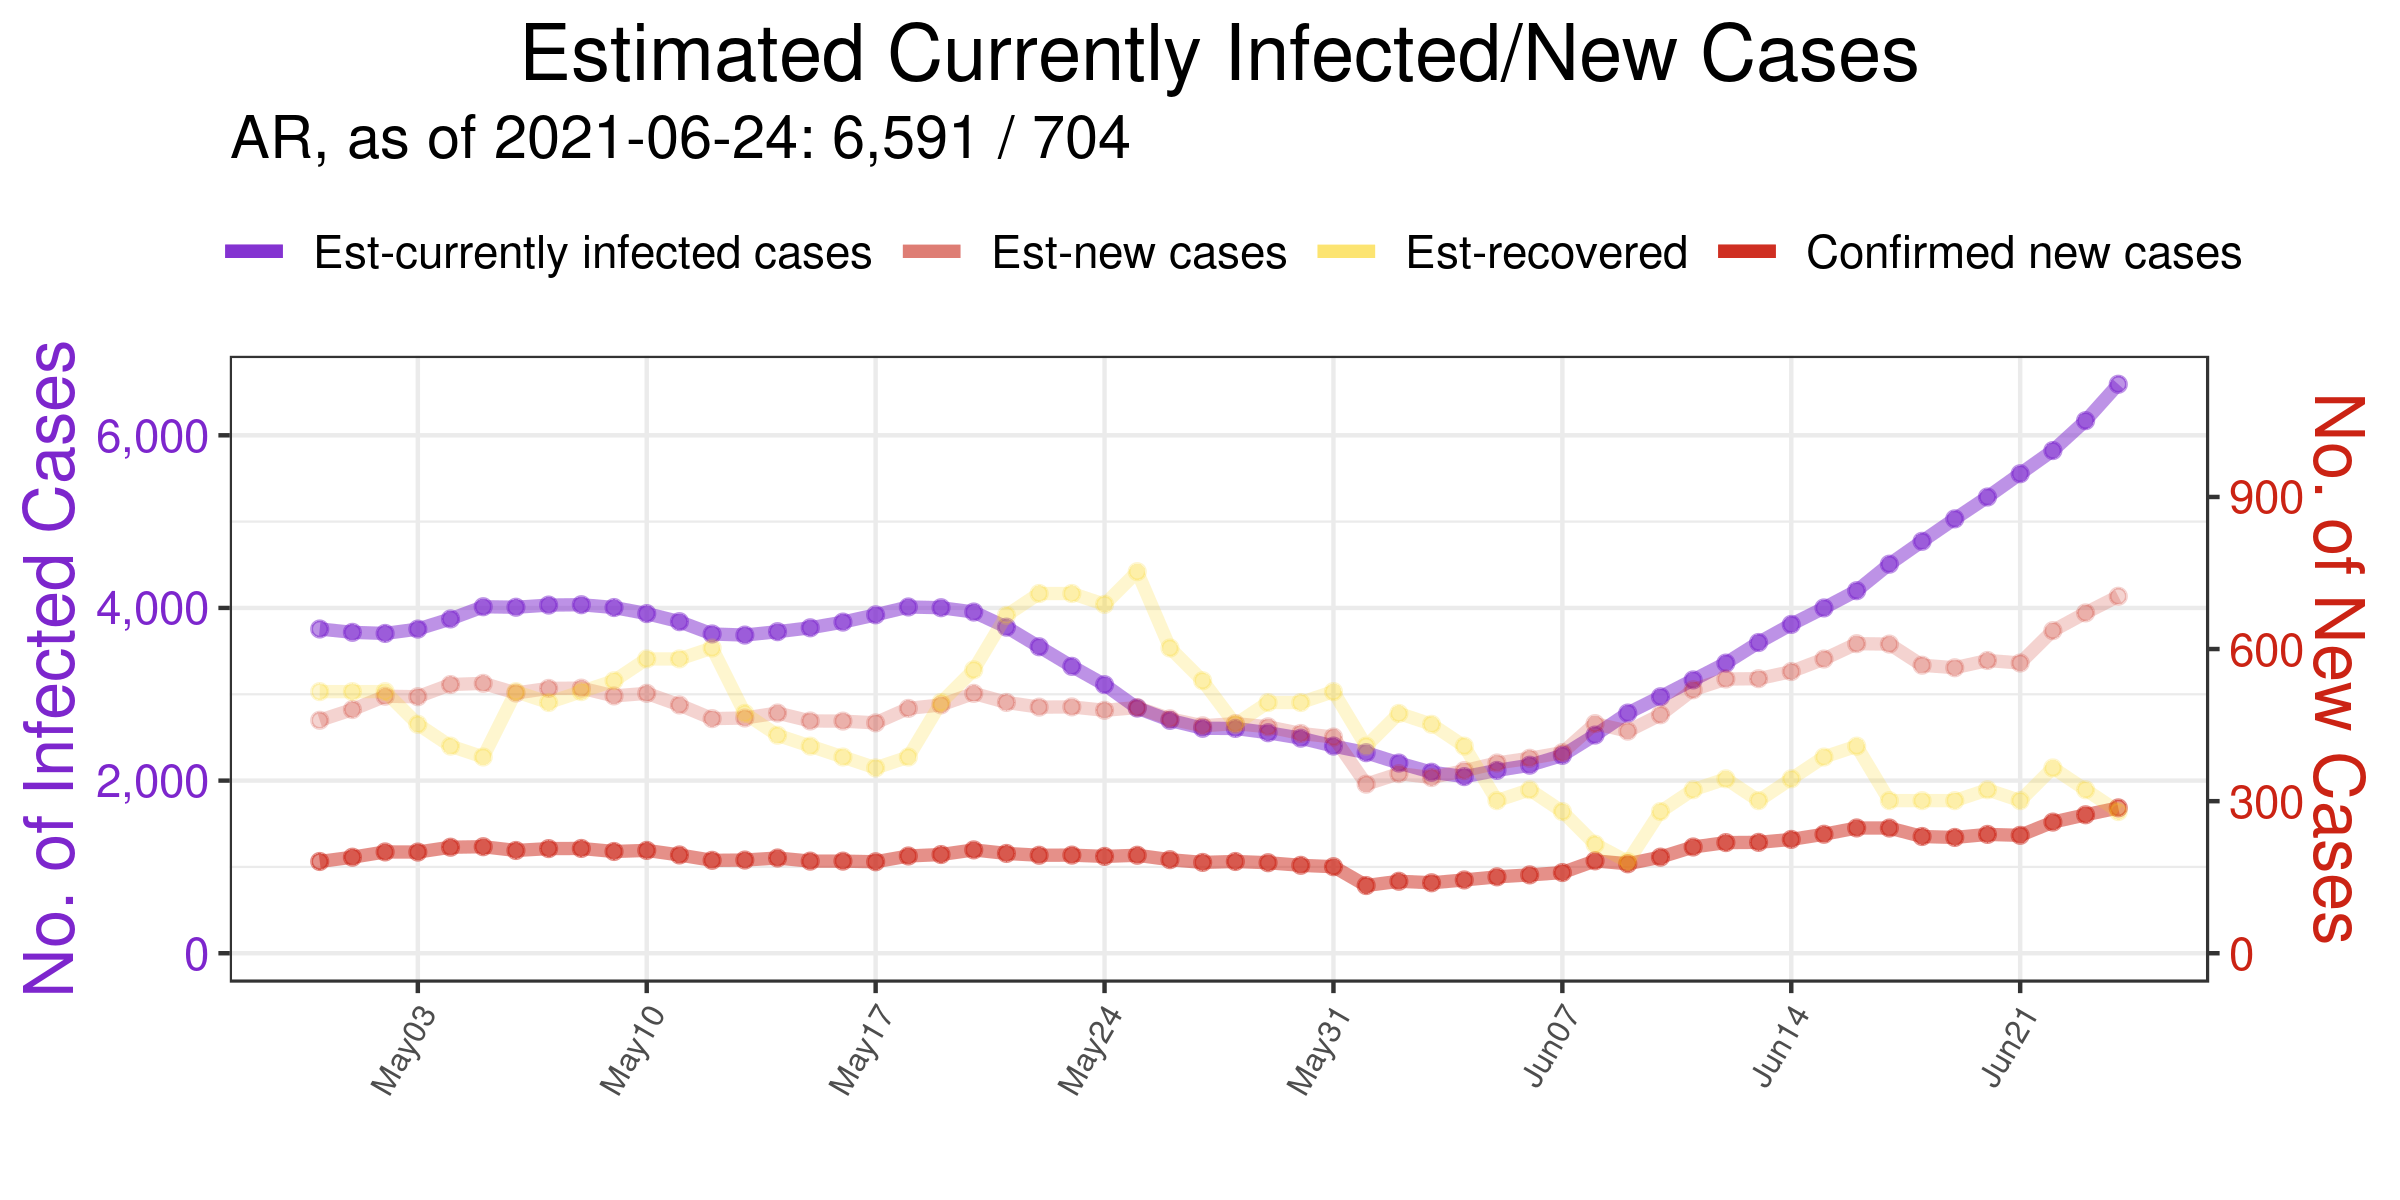 Estimated Currently Infected/New Cases
AR, as of 2021-06-24: 6,591 / 704
Est-currently infected cases
Est-new cases
Est-recovered
Confirmed new cases
No. of Infected Cases
6,000
4,000
2,000
0
No. of New Cases
900
600
300
0
May03
May10
May17
May24
May31
Jun07
Jun14
Jun21